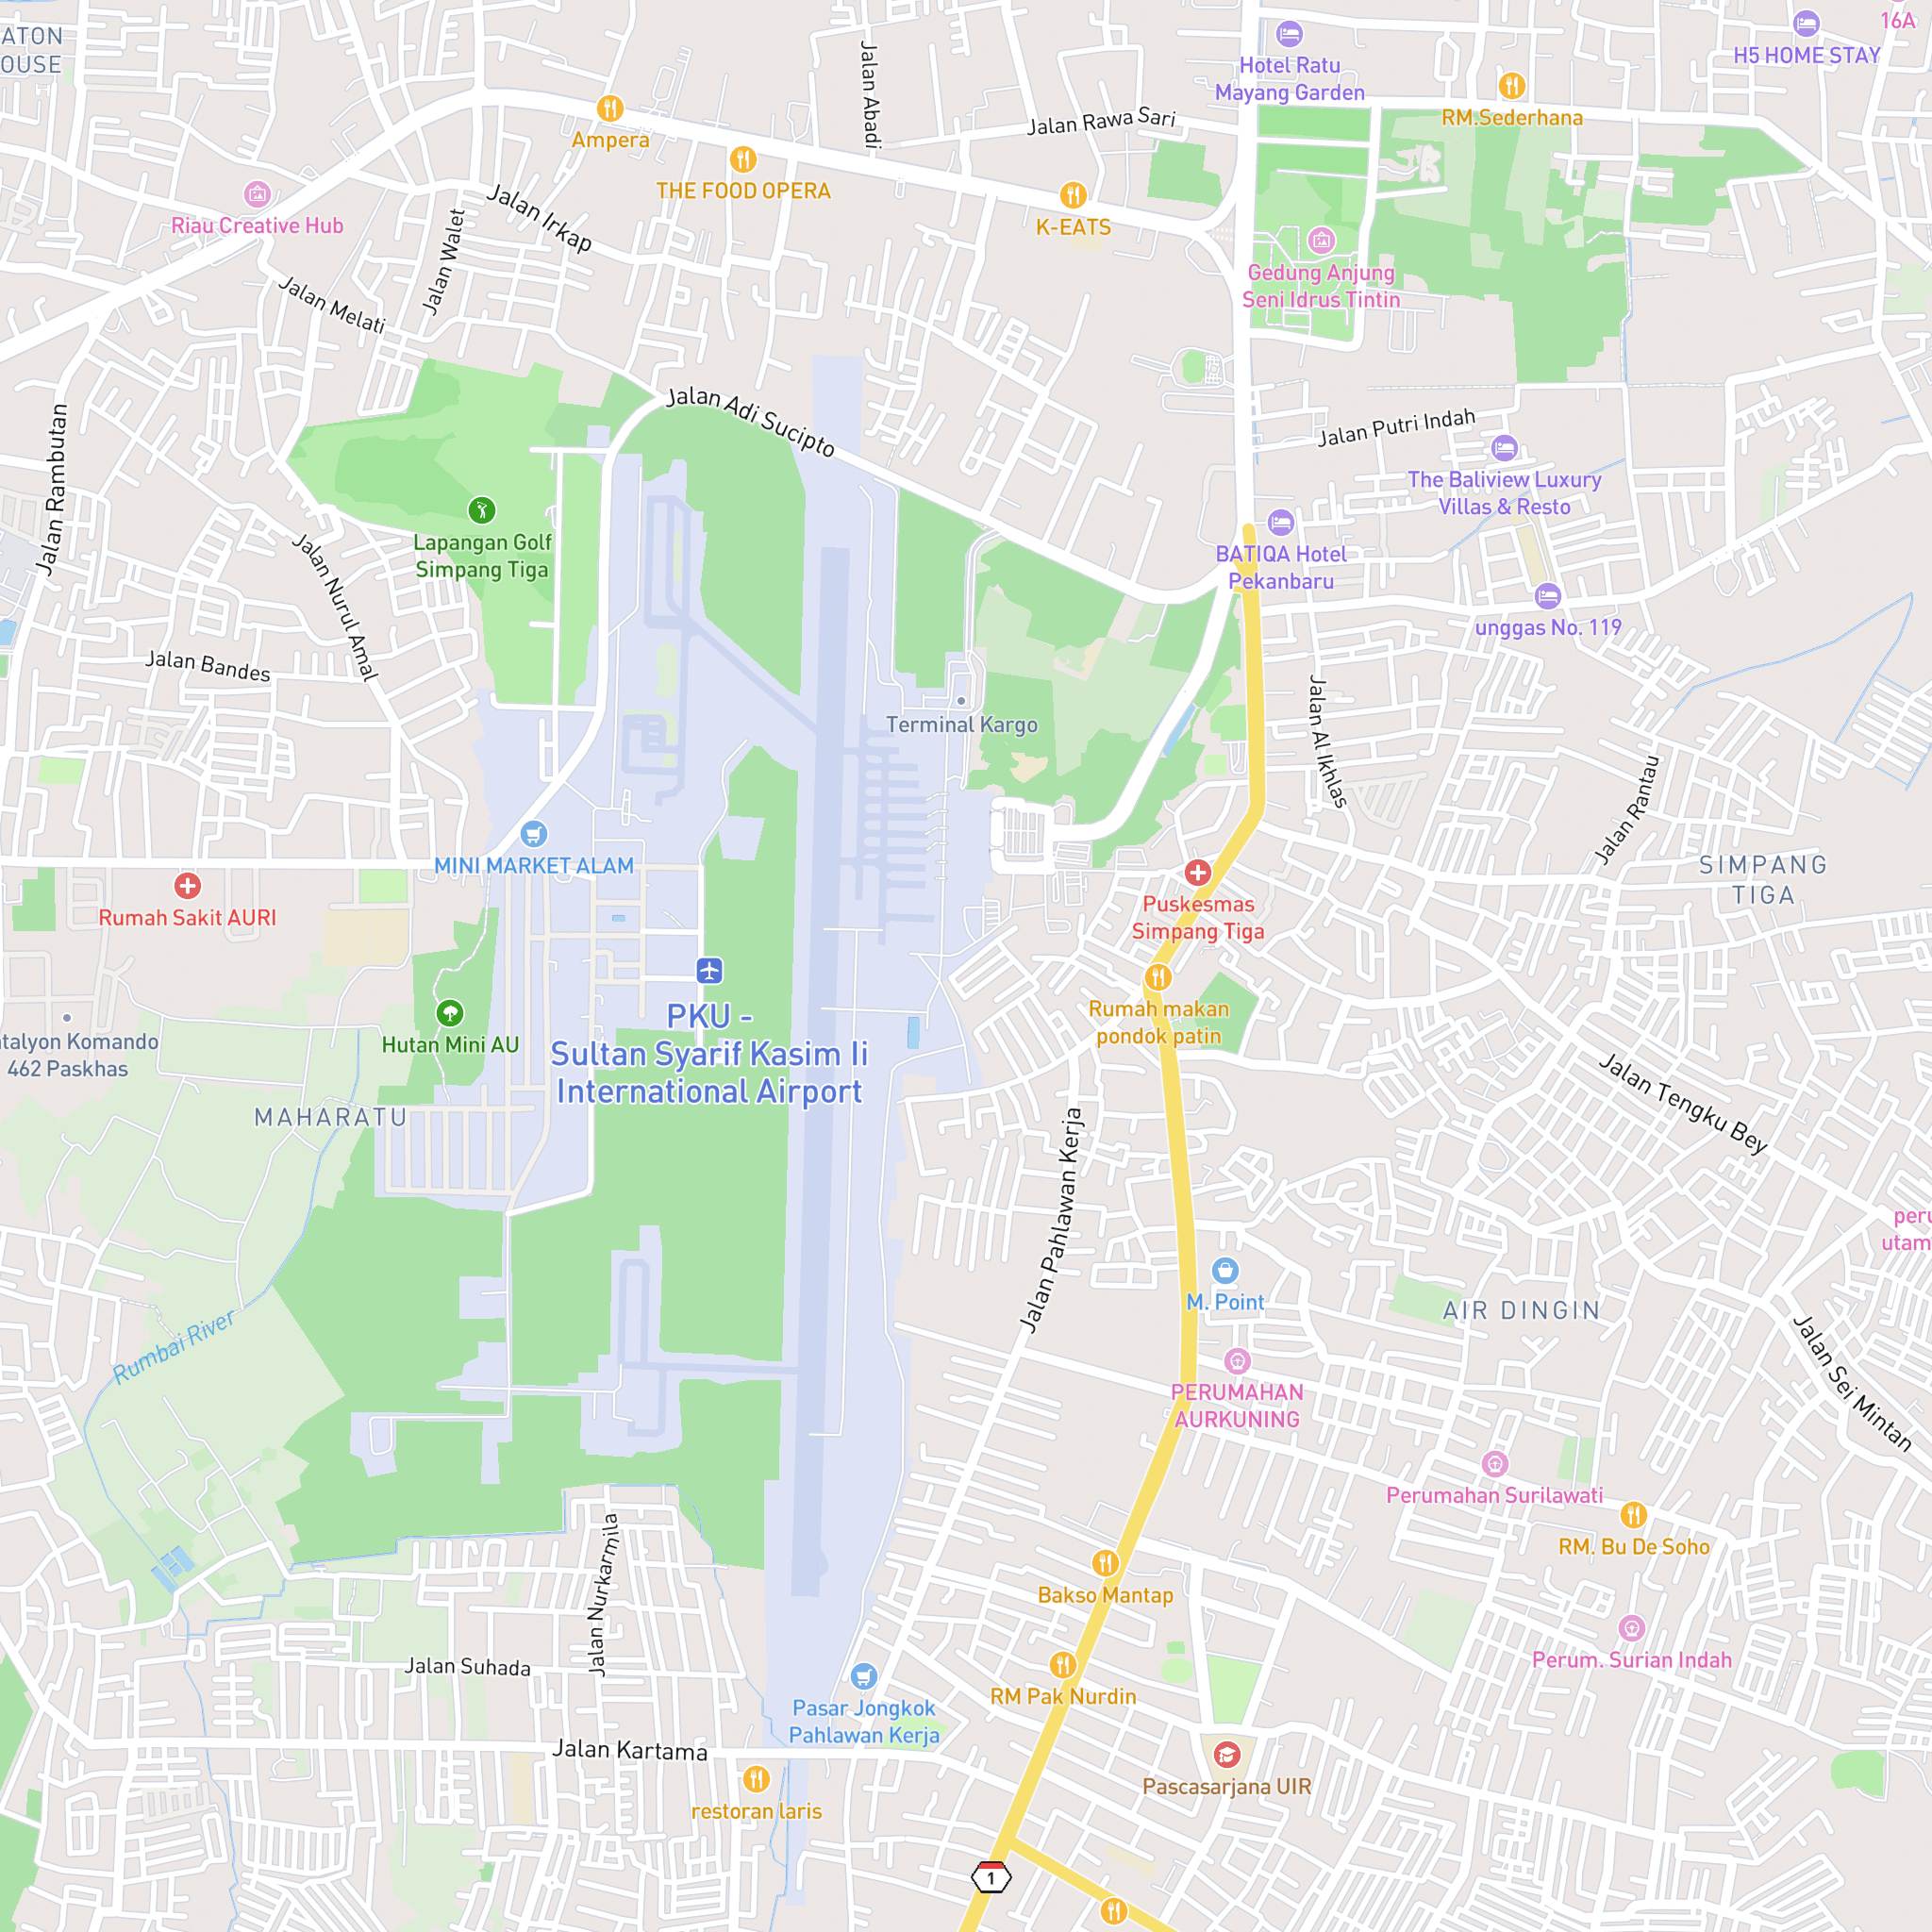 ATON
OUSE
Ampera
THE FOOD OPERA
Jalan Abadi
Jalan Rawa Sari
K-EATS
Hotel Ratu
Mayang Garden
RM.Sederhana
H5 HOME STAY
16A
Riau Creative Hub
Jalan Walet
Jalan Irkap
Jalan Melati
Gedung Anjung
Seni Idrus Tintin
Jalan Rambutan
Jalan Adi Sucipto
Jalan Putri Indah
The Baliview Luxury
Villas & Resto
Lapangan Golf
Simpang Tiga
Jalan Nurul Amal
BATIQA Hotel
Pekanbaru
unggas No. 119
Jalan Bandes
Terminal Kargo
Jalan Al Ikhlas
Jalan Rantau
MINI MARKET ALAM
Rumah Sakit AURI
Puskesmas
Simpang Tiga
SIMPANG
TIGA
PKU -
Sultan Syarif Kasim Ii
International Airport
Hutan Mini AU
Rumah makan
pondok patin
talyon Komando
462 Paskhas
MAHARATU
Jalan Tengku Bey
Jalan Pahlawan Kerja
peru
utam
M. Point
AIR DINGIN
Rumbai River
PERUMAHAN
AURKUNING
Jalan Sei Mintan
Perumahan Surilawati
RM. Bu De Soho
Jalan Nurkarmila
Bakso Mantap
Jalan Suhada
RM Pak Nurdin
Perum. Surian Indah
Pasar Jongkok
Pahlawan Kerja
Jalan Kartama
restoran laris
Pascasarjana UIR
1